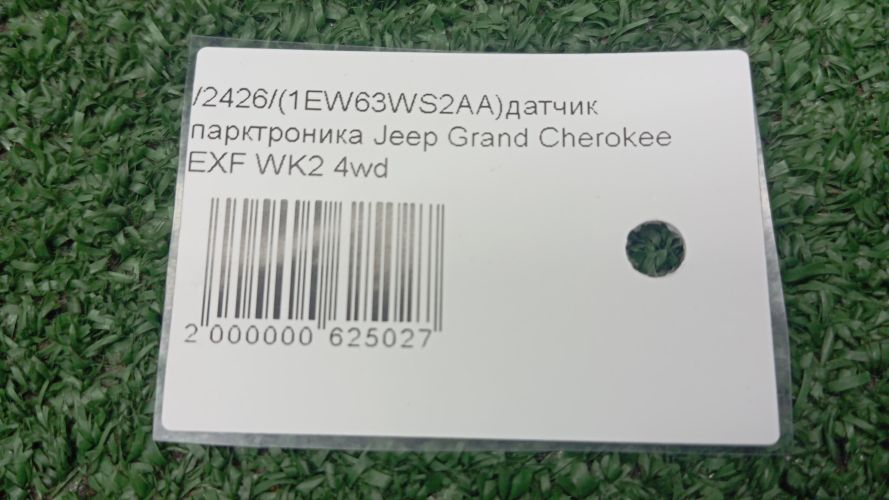 /2426/(1EW63WS2AA)датчик
парктроника Jeep Grand Cherokee
EXF WK2 4wd
2 000000 625027